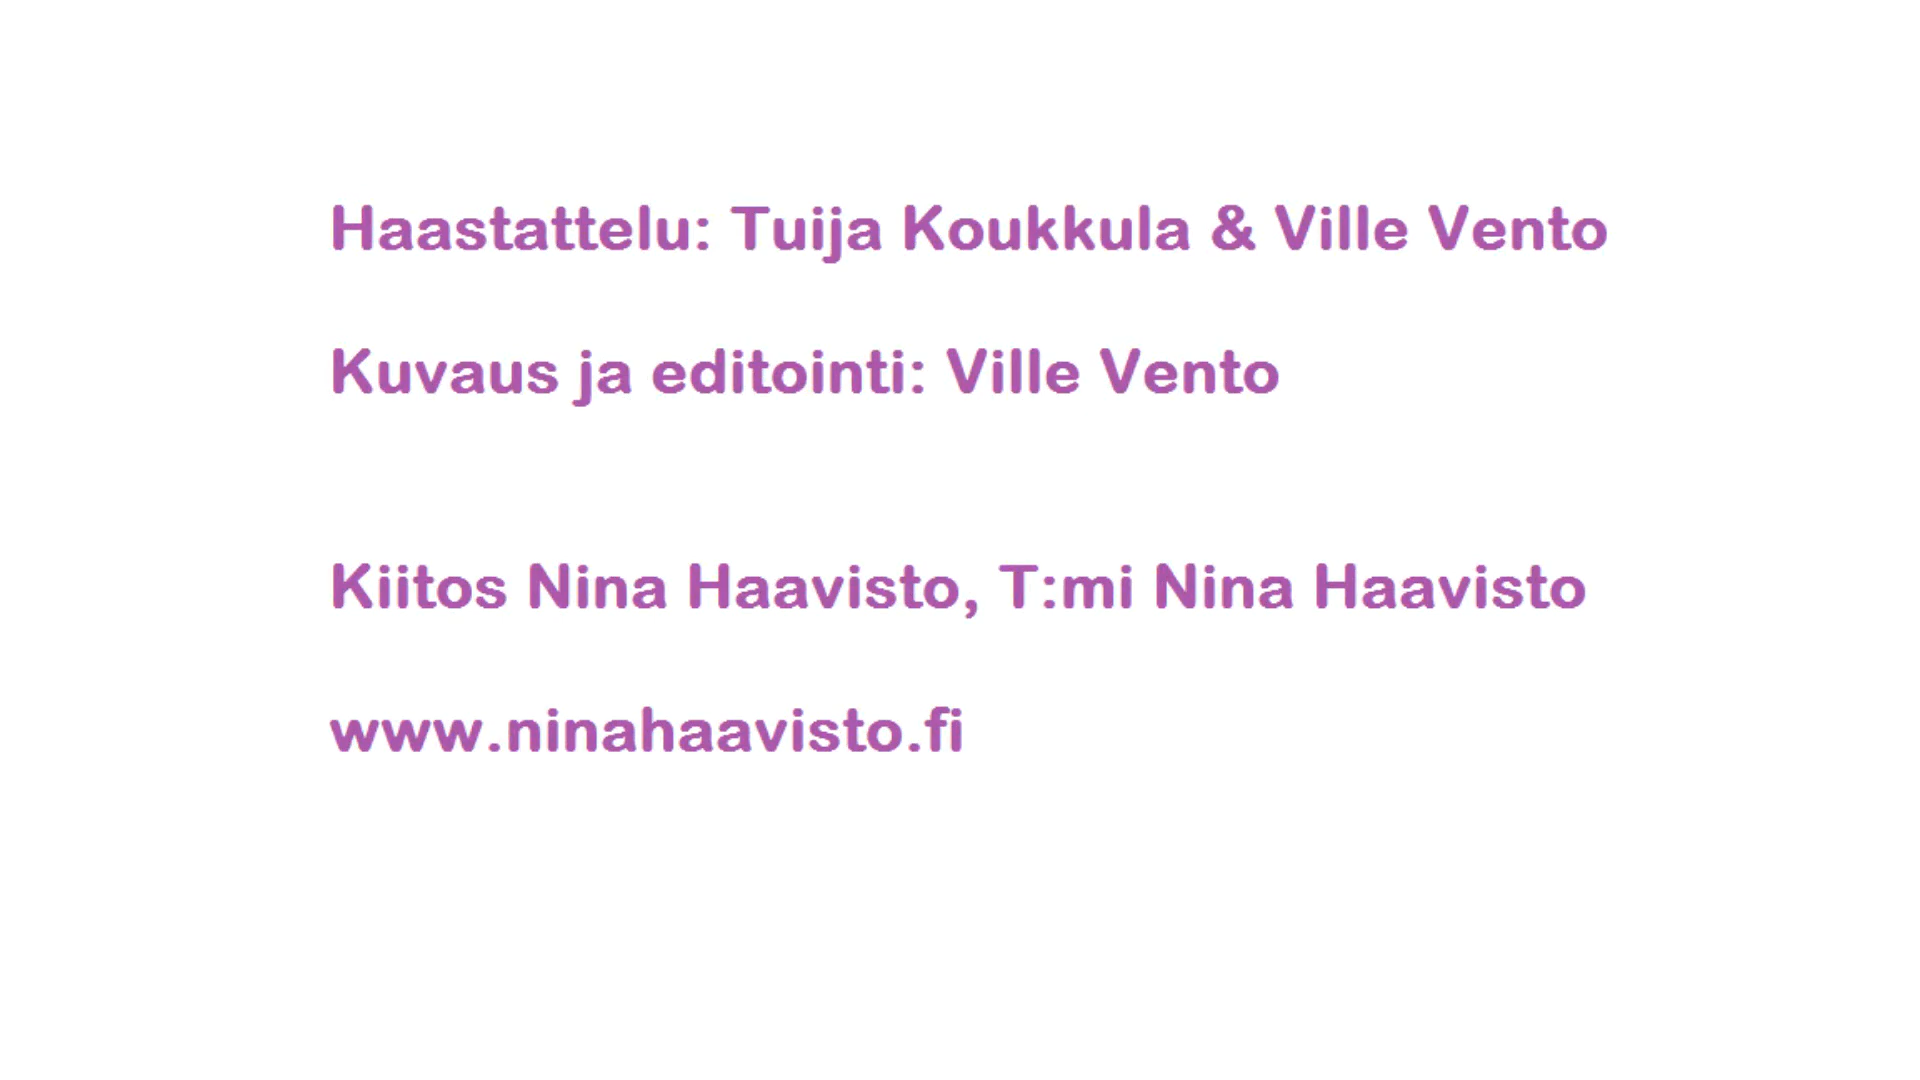 Haastattelu: Tuija Koukkula & Ville Vento
Kuvaus ja editointi: Ville Vento
Kiitos Nina Haavisto, T:mi Nina Haavisto
www.ninahaavisto.fi